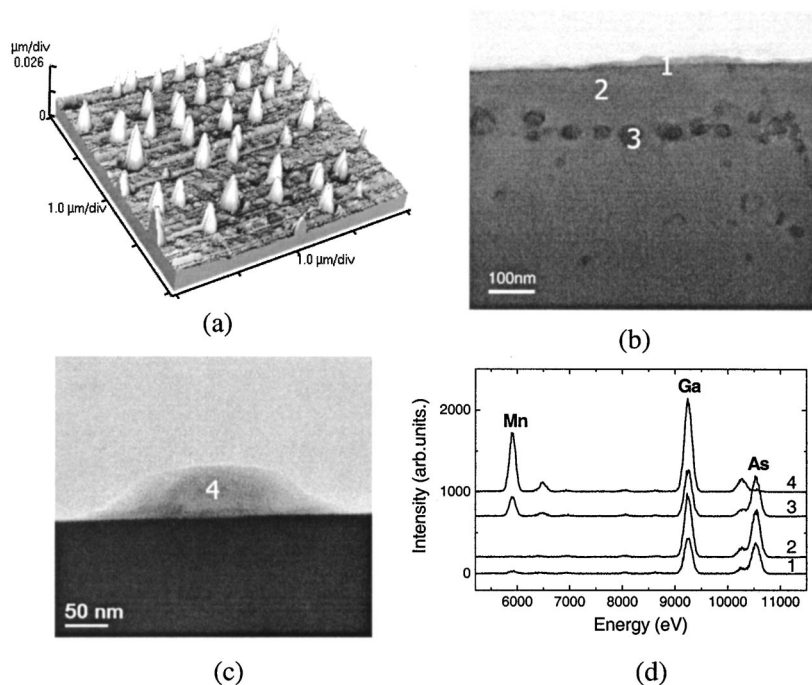 μm/div
0.026
0
1.0 μm/div
1.0 μm/div
(a)
1
2
3
100nm
(b)
4
50 nm
(c)
Intensity (arb.units.)
2000
1000
0
Mn
Ga
As
4
3
2
1
6000 7000 8000 9000 10000 11000
Energy (eV)
(d)